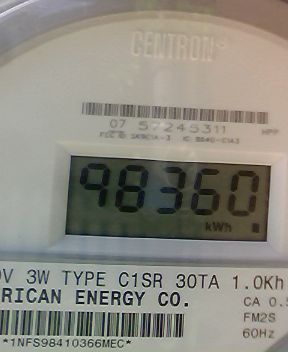 CENTRON®
07 57245311
HPP
98360
kWh
V 3W TYPE C1SR 30TA 1.0Kh
RICAN ENERGY CO.
CA 0.5
FM2S
60Hz
*1NFS98410366MEC*